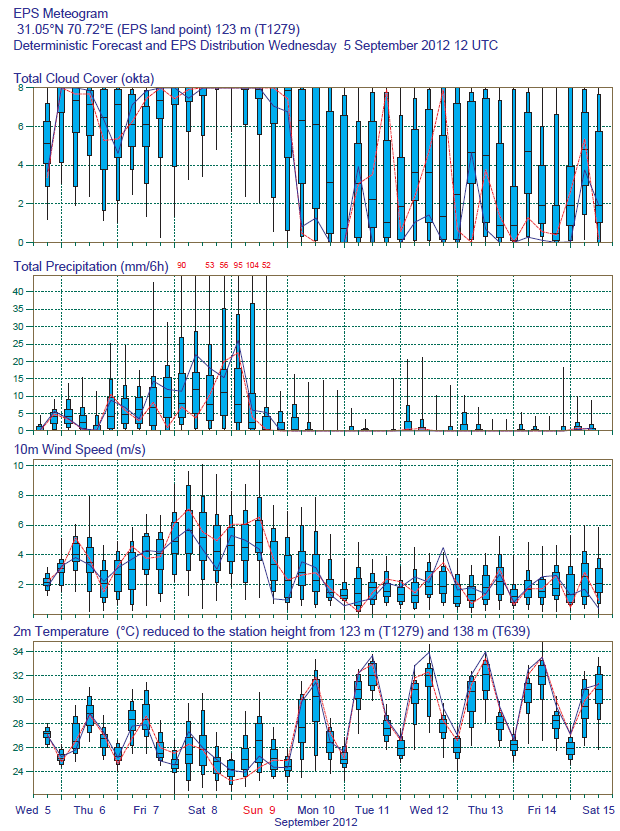 EPS Meteogram
31.05°N 70.72°E (EPS land point) 123 m (T1279)
Deterministic Forecast and EPS Distribution Wednesday 5 September 2012 12 UTC
Total Cloud Cover (okta)
8
6
4
2
0
Total Precipitation (mm/6h) 90 53 56 95 104 52
40
35
30
25
20
15
10
5
0
10m Wind Speed (m/s)
10
8
6
4
2
2m Temperature (°C) reduced to the station height from 123 m (T1279) and 138 m (T639)
34
32
30
28
26
24
Wed 5 Thu 6 Fri 7 Sat 8 Sun 9 Mon 10 Tue 11 Wed 12 Thu 13 Fri 14 Sat 15
September 2012